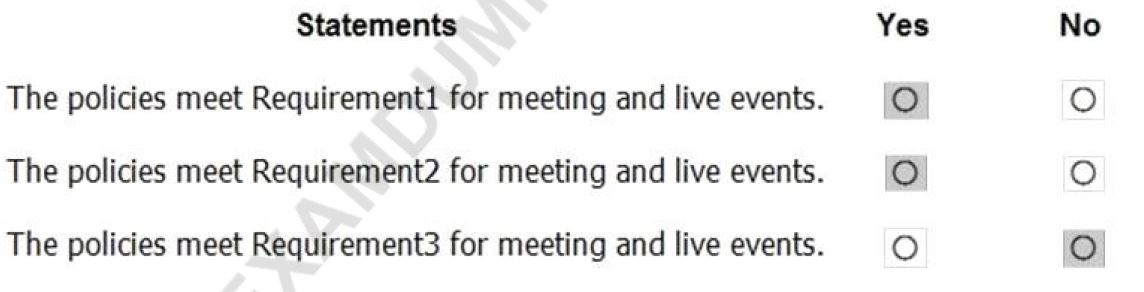 Statements Yes No
The policies meet Requirement1 for meeting and live events.
The policies meet Requirement2 for meeting and live events.
The policies meet Requirement3 for meeting and live events.